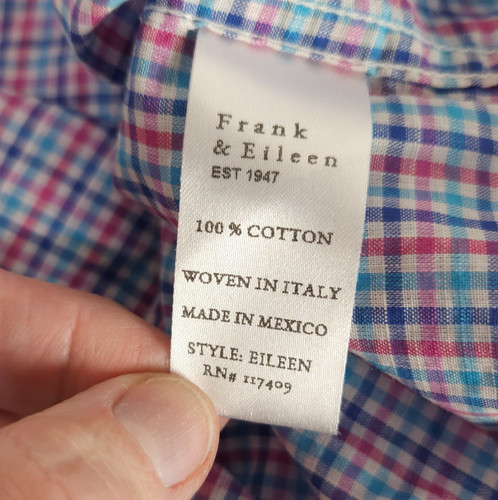 Frank
& Eileen
EST 1947
100 % COTTON
WOVEN IN ITALY
MADE IN MEXICO
STYLE: EILEEN
RN# 117409